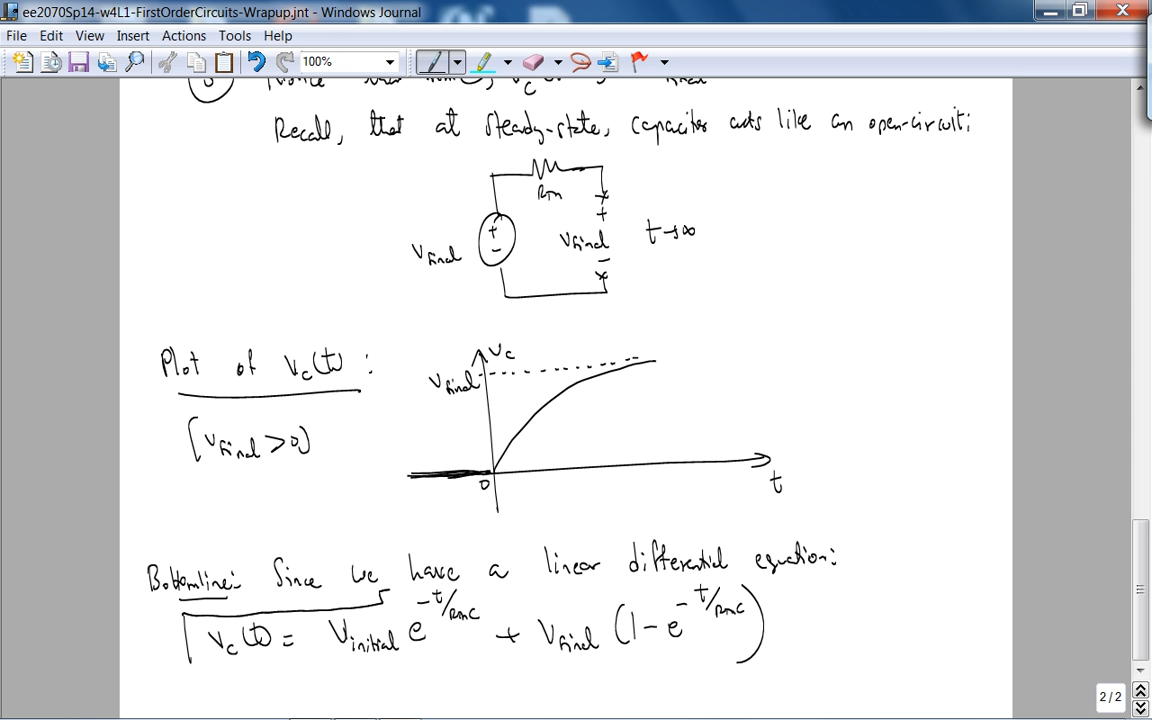 ee2070Sp14-w4L1-FirstOrderCircuits-Wrapup.jnt - Windows Journal
File Edit View Insert Actions Tools Help
100%
Recall, that at steady-state, capacitor acts like an open-circuit:
RTH
+
+
Vfinal
-
Vfinal
-
t→∞
Plot of Vc(t):
Vc
Vfinal
(Vfinal > 0)
0
t
Bottomline: Since we have a linear differential equation:
Vc(t) = Vinitial e^-t/RTHC + Vfinal (1 - e^-t/RTHC)
2/2